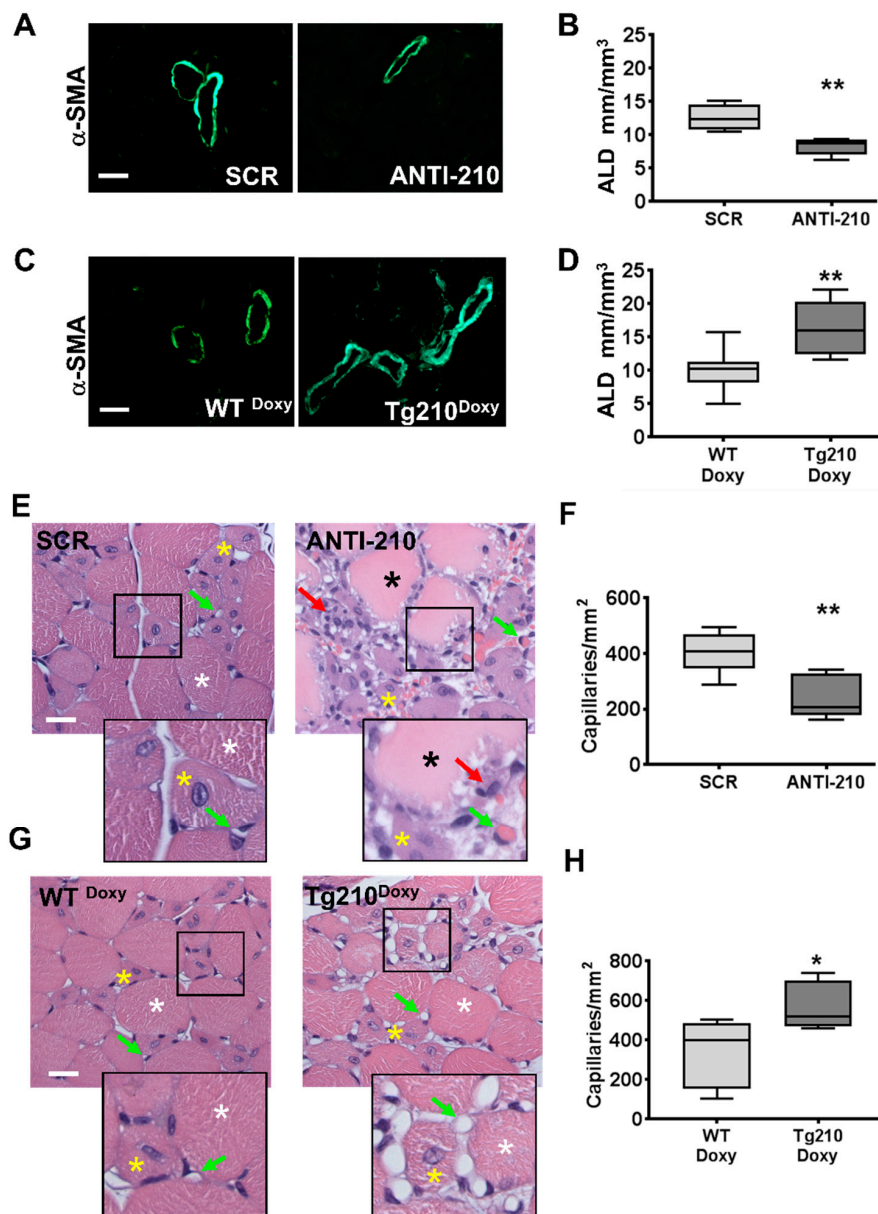 A
α-SMA
SCR
ANTI-210
B
ALD mm/mm³
25
20
15
10
5
0
**
SCR
ANTI-210
C
α-SMA
WT Doxy
Tg210Doxy
D
ALD mm/mm³
25
20
15
10
5
0
**
WT
Doxy
Tg210
Doxy
E
SCR
*
*
*
*
ANTI-210
*
*
*
*
F
Capillaries/mm²
600
400
200
0
**
SCR
ANTI-210
G
WT Doxy
*
*
*
*
Tg210Doxy
*
*
*
*
H
Capillaries/mm²
800
600
400
200
0
*
WT
Doxy
Tg210
Doxy